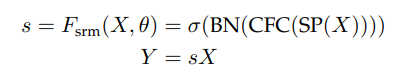 s = F_srm(X, θ) = σ(BN(CFC(SP(X))))
Y = sX